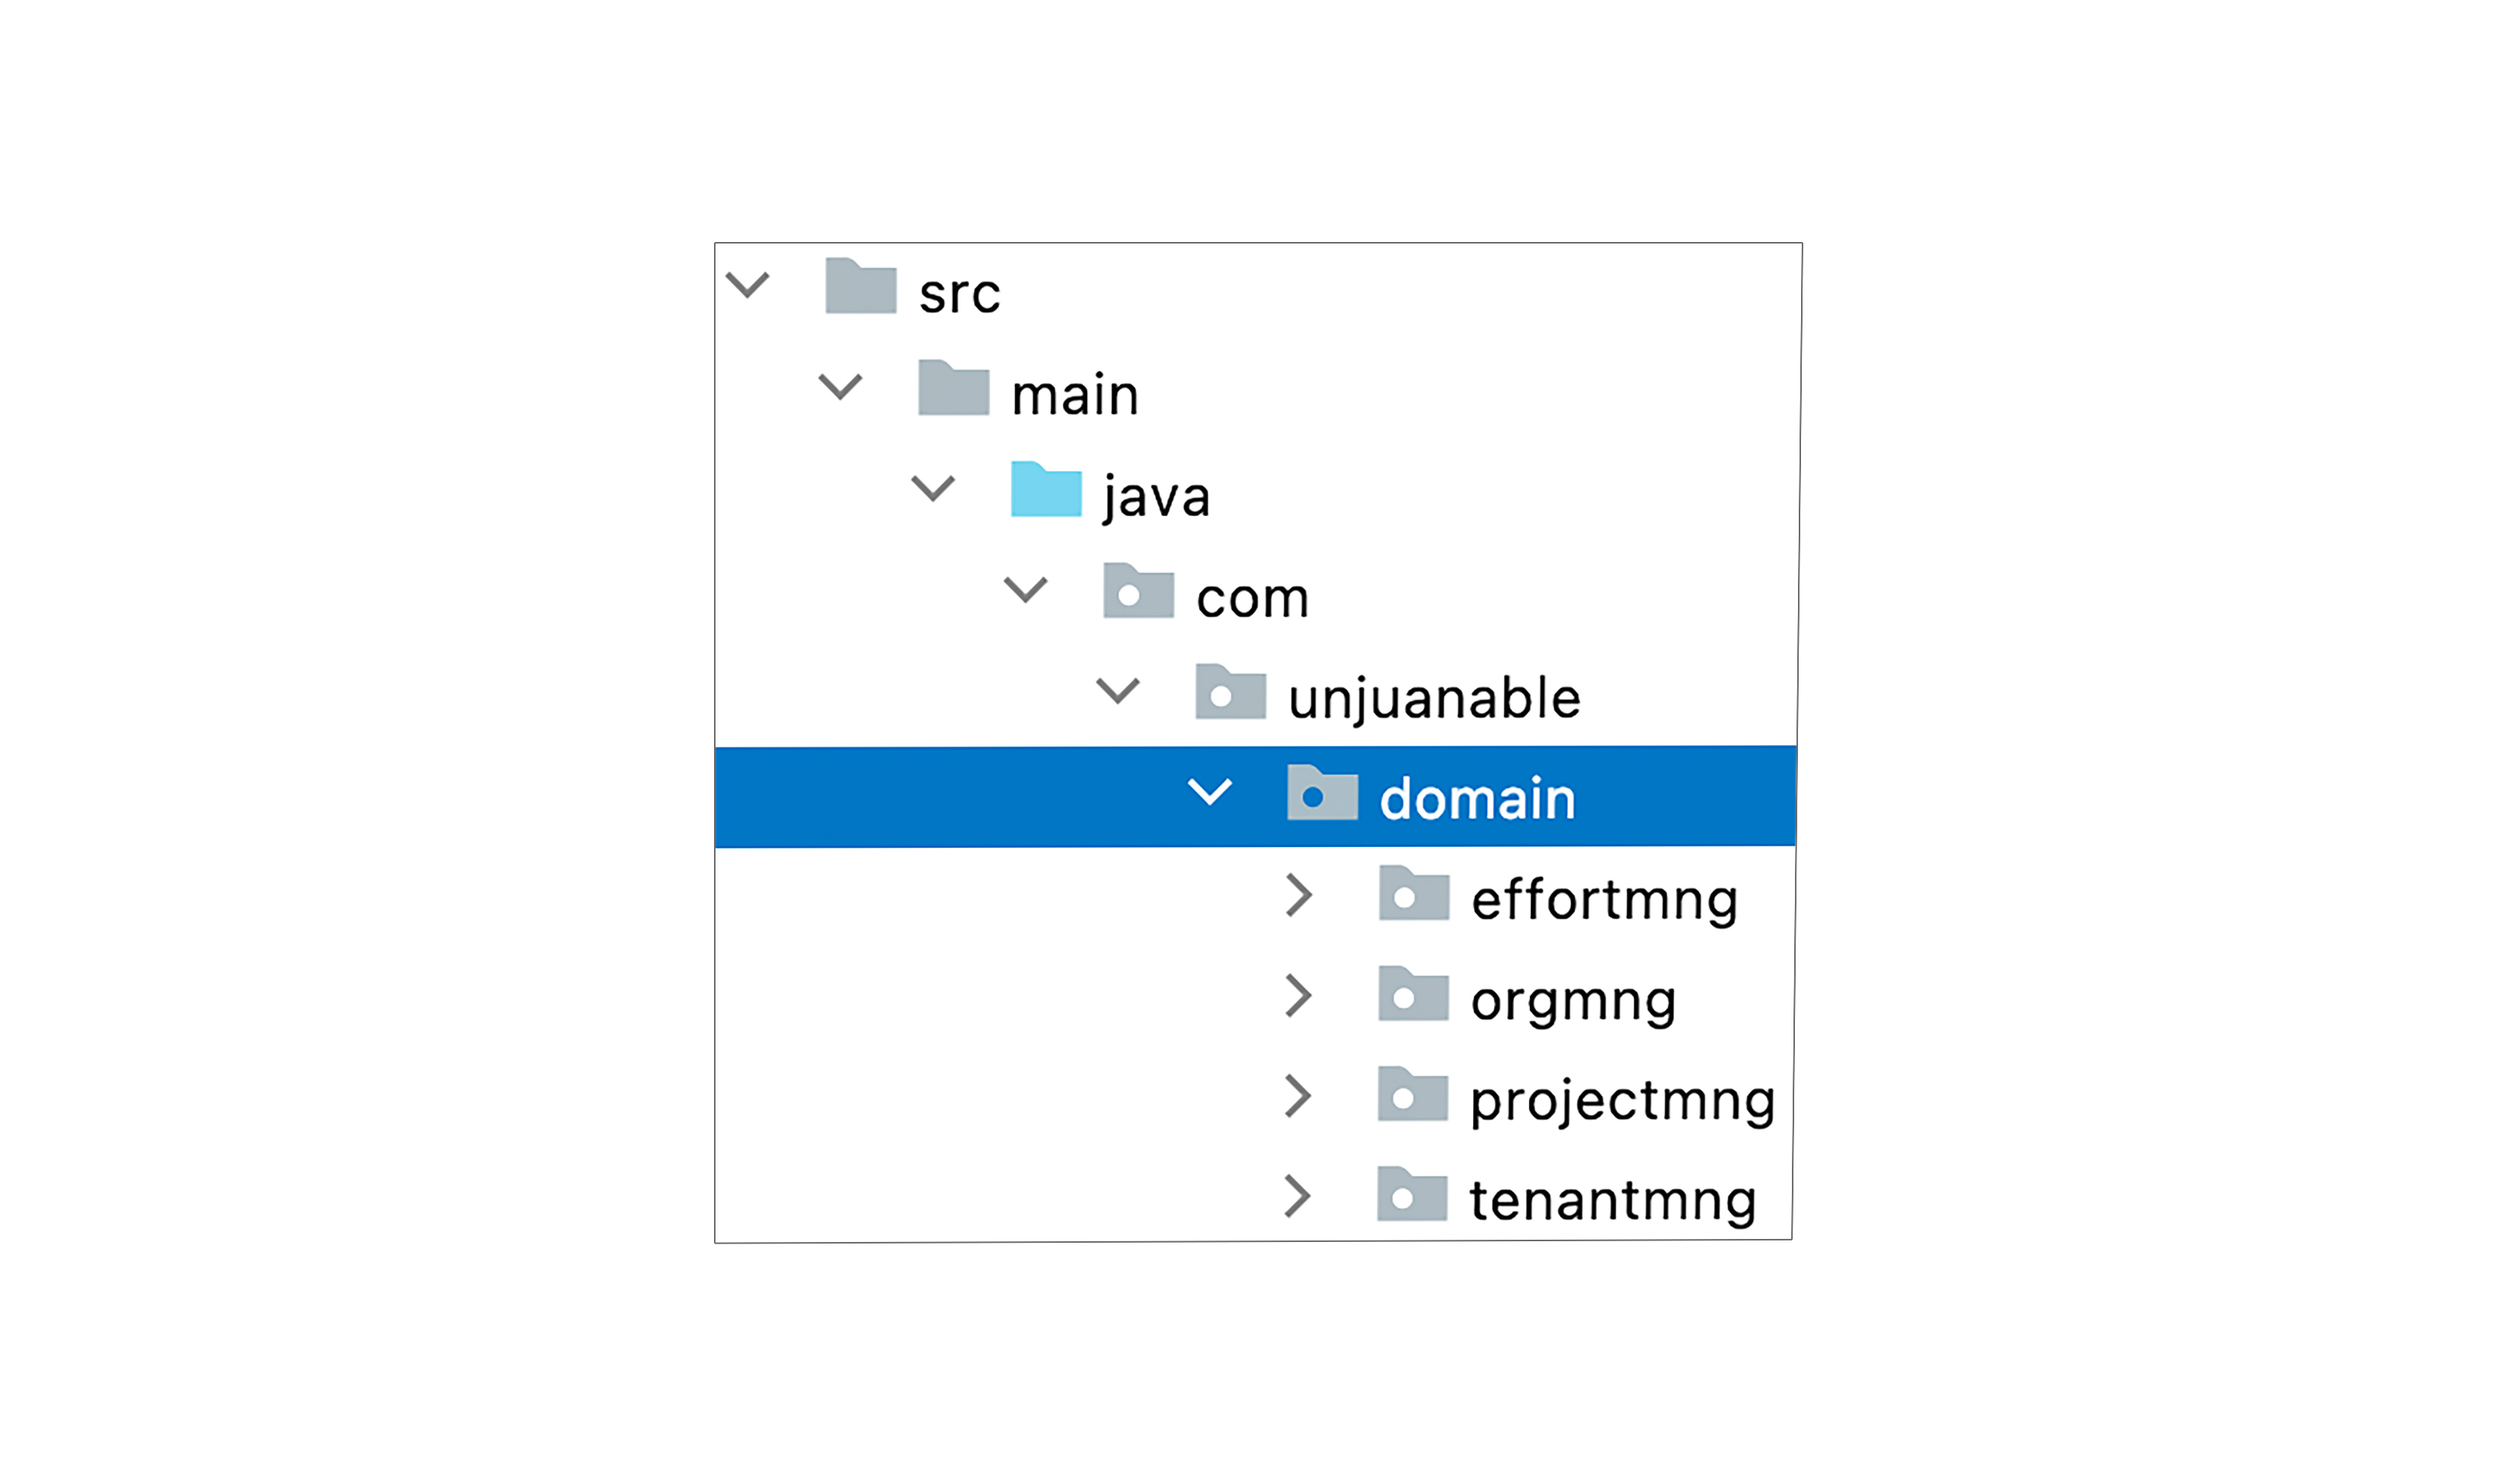 src
main
java
com
unjuanable
domain
effortmng
orgmng
projectmng
tenantmng